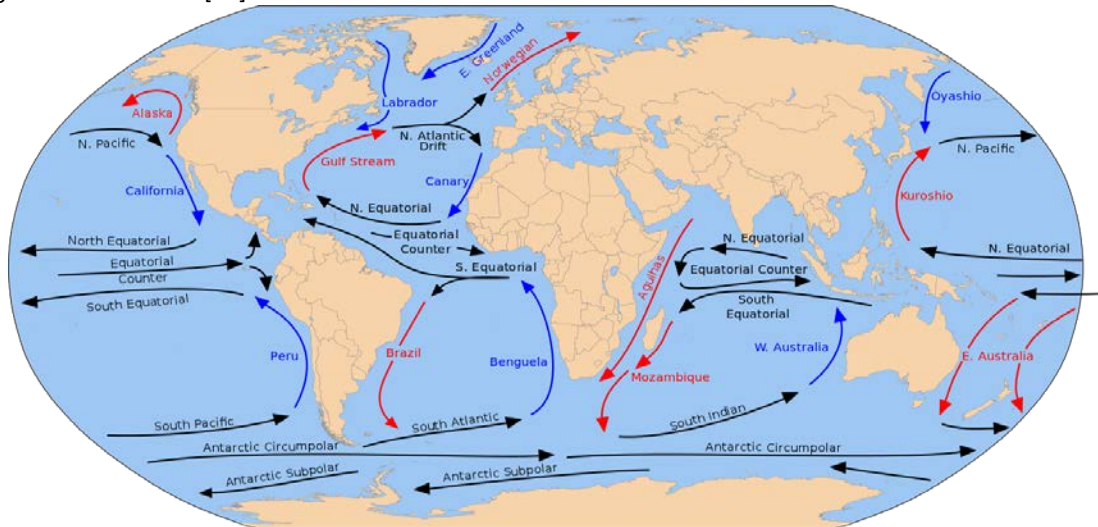 E. Greenland
Norwegian
Labrador
Alaska
Oyashio
N. Pacific
N. Atlantic
Drift
N. Pacific
Gulf Stream
California
Canary
Kuroshio
N. Equatorial
North Equatorial
Equatorial
Counter
N. Equatorial
N. Equatorial
Equatorial
Counter
S. Equatorial
Agulhas
Equatorial Counter
South Equatorial
South
Equatorial
Peru
Brazil
Benguela
W. Australia
E. Australia
Mozambique
South Pacific
South Atlantic
South Indian
Antarctic Circumpolar
Antarctic Circumpolar
Antarctic Subpolar
Antarctic Subpolar